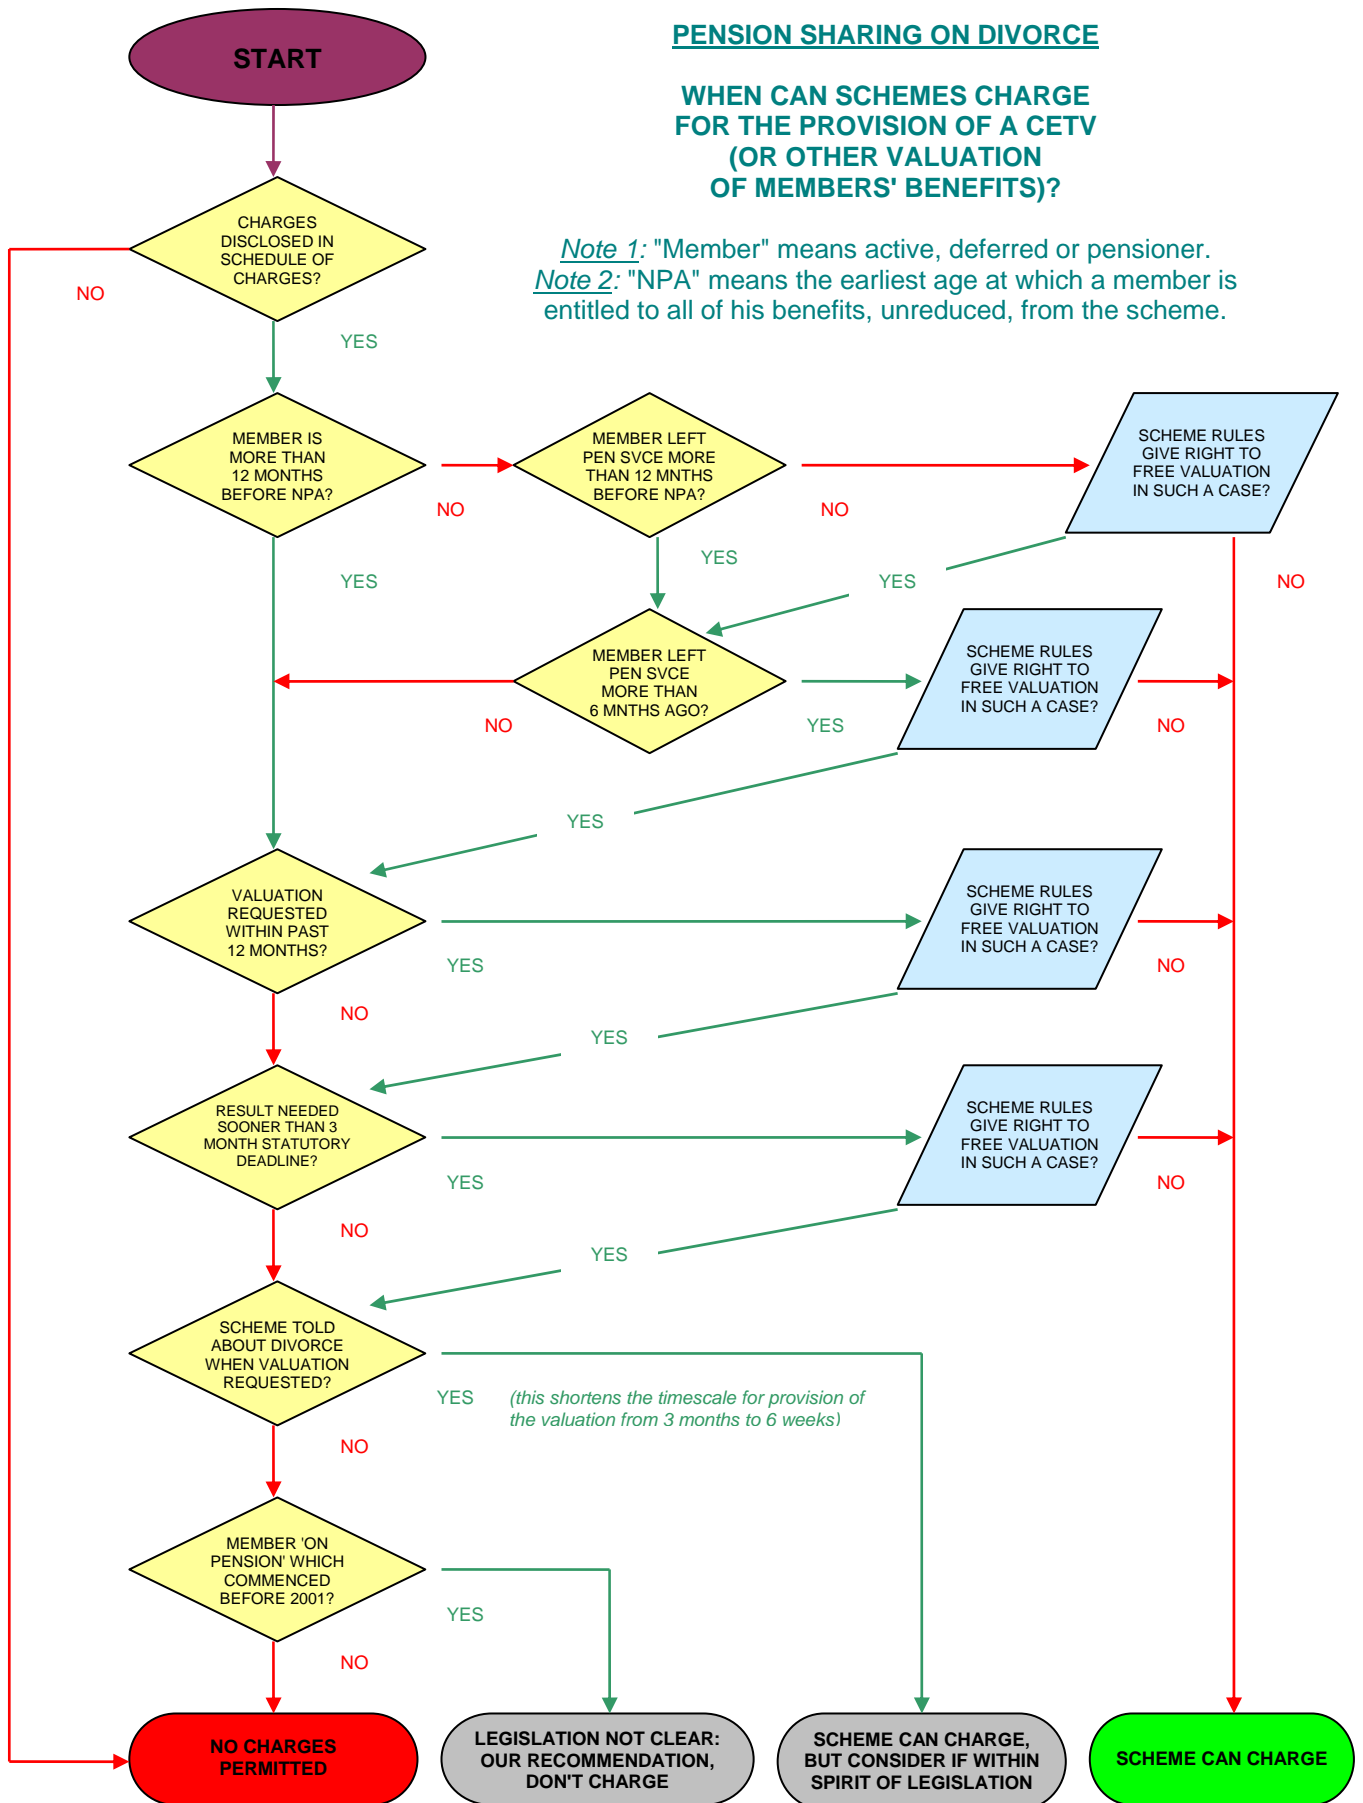 START
PENSION SHARING ON DIVORCE
WHEN CAN SCHEMES CHARGE
FOR THE PROVISION OF A CETV
(OR OTHER VALUATION
OF MEMBERS' BENEFITS)?
Note 1: "Member" means active, deferred or pensioner.
Note 2: "NPA" means the earliest age at which a member is
entitled to all of his benefits, unreduced, from the scheme.
CHARGES
DISCLOSED IN
SCHEDULE OF
CHARGES?
NO
YES
MEMBER IS
MORE THAN
12 MONTHS
BEFORE NPA?
NO
YES
MEMBER LEFT
PEN SVCE MORE
THAN 12 MNTHS
BEFORE NPA?
NO
YES
SCHEME RULES
GIVE RIGHT TO
FREE VALUATION
IN SUCH A CASE?
YES
NO
MEMBER LEFT
PEN SVCE
MORE THAN
6 MNTHS AGO?
NO
YES
SCHEME RULES
GIVE RIGHT TO
FREE VALUATION
IN SUCH A CASE?
NO
YES
VALUATION
REQUESTED
WITHIN PAST
12 MONTHS?
YES
NO
SCHEME RULES
GIVE RIGHT TO
FREE VALUATION
IN SUCH A CASE?
NO
YES
RESULT NEEDED
SOONER THAN 3
MONTH STATUTORY
DEADLINE?
YES
NO
SCHEME RULES
GIVE RIGHT TO
FREE VALUATION
IN SUCH A CASE?
NO
YES
SCHEME TOLD
ABOUT DIVORCE
WHEN VALUATION
REQUESTED?
YES
(this shortens the timescale for provision of
the valuation from 3 months to 6 weeks)
NO
MEMBER 'ON
PENSION' WHICH
COMMENCED
BEFORE 2001?
YES
NO
NO CHARGES
PERMITTED
LEGISLATION NOT CLEAR:
OUR RECOMMENDATION,
DON'T CHARGE
SCHEME CAN CHARGE,
BUT CONSIDER IF WITHIN
SPIRIT OF LEGISLATION
SCHEME CAN CHARGE